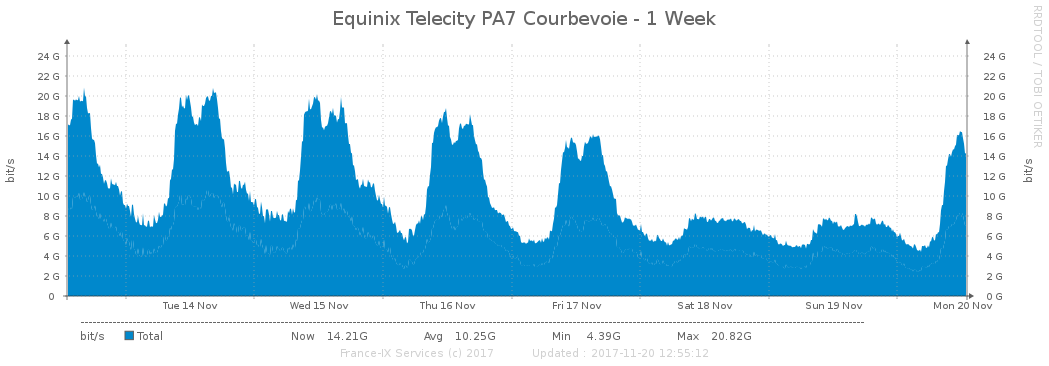 Equinix Telecity PA7 Courbevoie - 1 Week
RRDTOOL / TOBI OETIKER
bit/s
24 G 24 G
22 G 22 G
20 G 20 G
18 G 18 G
16 G 16 G
14 G 14 G
12 G 12 G
10 G 10 G
8 G 8 G
6 G 6 G
4 G 4 G
2 G 2 G
0 0 G
bit/s
Tue 14 Nov Wed 15 Nov Thu 16 Nov Fri 17 Nov Sat 18 Nov Sun 19 Nov Mon 20 Nov
bit/s Total Now 14.21G Avg 10.25G Min 4.39G Max 20.82G
France-IX Services (c) 2017 Updated : 2017-11-20 12:55:12